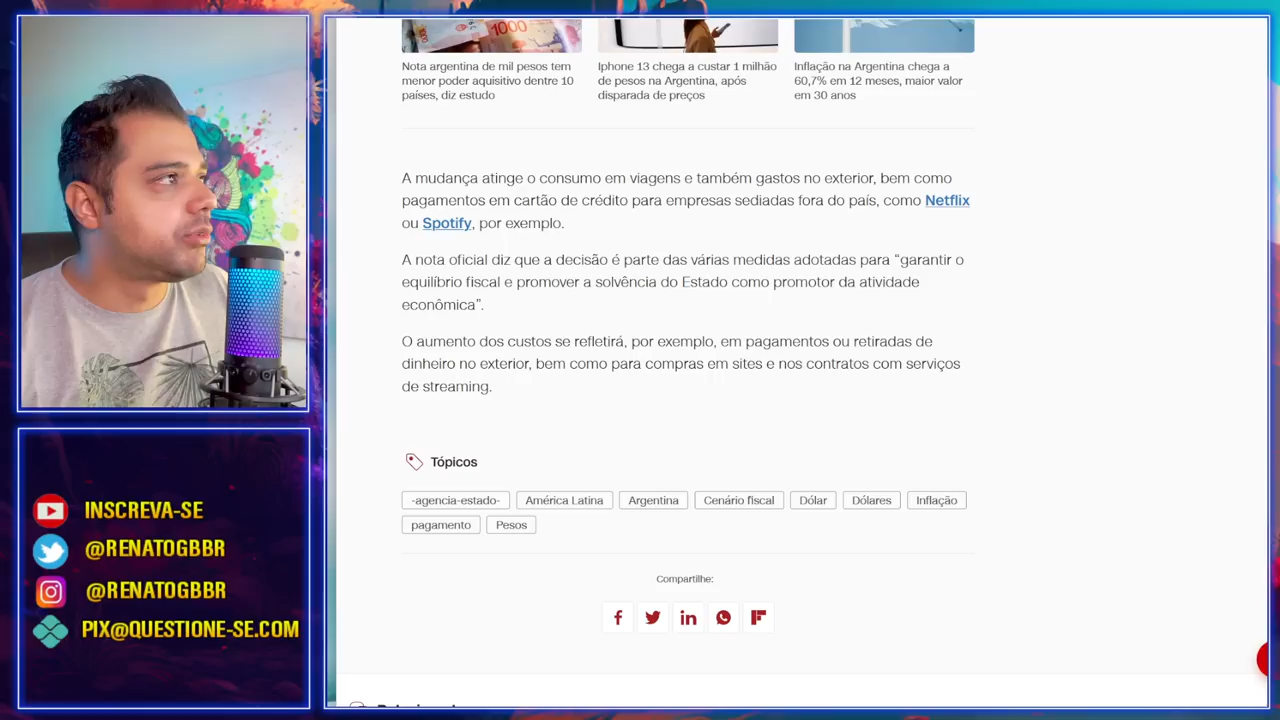 1000
Nota argentina de mil pesos tem
menor poder aquisitivo dentre 10
países, diz estudo
Iphone 13 chega a custar 1 milhão
de pesos na Argentina, após
disparada de preços
Inflação na Argentina chega a
60,7% em 12 meses, maior valor
em 30 anos
A mudança atinge o consumo em viagens e também gastos no exterior, bem como
pagamentos em cartão de crédito para empresas sediadas fora do país, como Netflix
ou Spotify, por exemplo.
A nota oficial diz que a decisão é parte das várias medidas adotadas para “garantir o
equilíbrio fiscal e promover a solvência do Estado como promotor da atividade
econômica”.
O aumento dos custos se refletirá, por exemplo, em pagamentos ou retiradas de
dinheiro no exterior, bem como para compras em sites e nos contratos com serviços
de streaming.
Tópicos
-agencia-estado- América Latina Argentina Cenário fiscal Dólar Dólares Inflação
pagamento Pesos
Compartilhe:
INSCREVA-SE
@RENATOGBBR
@RENATOGBBR
PIX@QUESTIONE-SE.COM